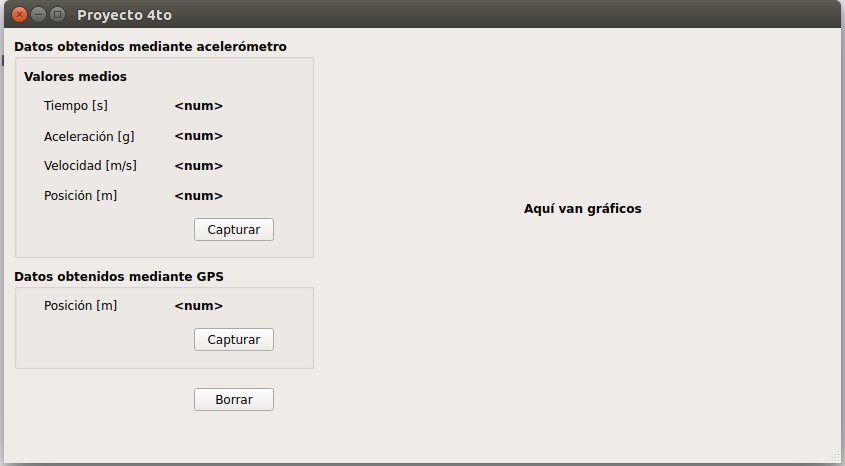 Proyecto 4to
Datos obtenidos mediante acelerómetro
Valores medios
Tiempo [s] <num>
Aceleración [g] <num>
Velocidad [m/s] <num>
Posición [m] <num>
Capturar
Aquí van gráficos
Datos obtenidos mediante GPS
Posición [m] <num>
Capturar
Borrar